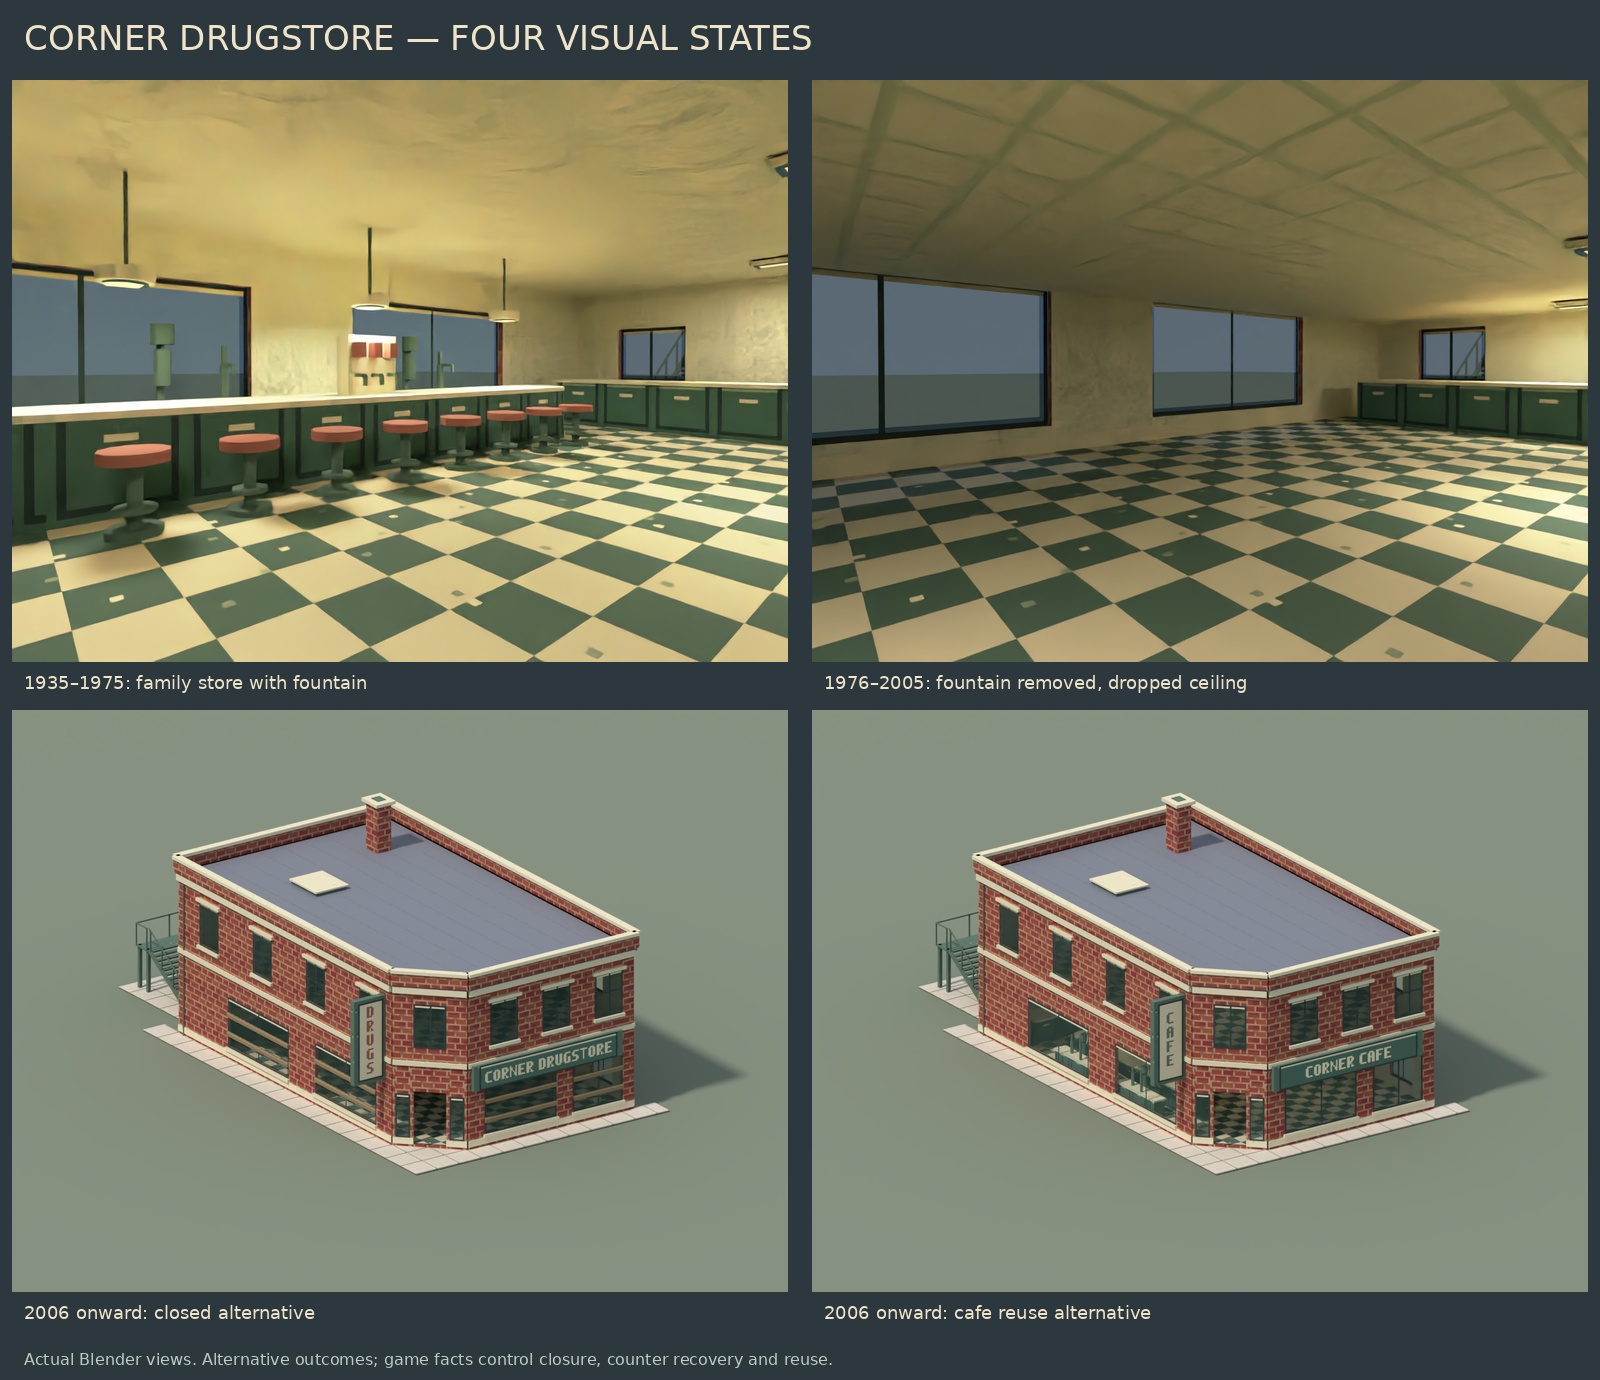 CORNER DRUGSTORE — FOUR VISUAL STATES
1935–1975: family store with fountain
1976–2005: fountain removed, dropped ceiling
DRUGS
CORNER DRUGSTORE
CAFE
CORNER CAFE
2006 onward: closed alternative
2006 onward: cafe reuse alternative
Actual Blender views. Alternative outcomes; game facts control closure, counter recovery and reuse.